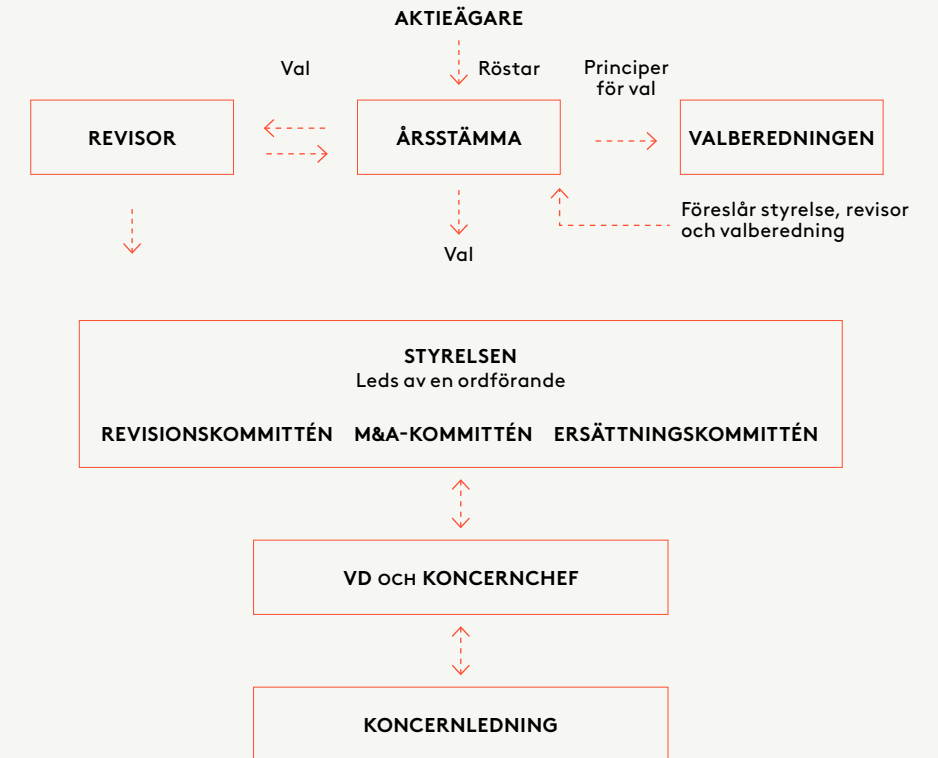 AKTIEÄGARE
Val
Röstar
Principer
för val
REVISOR
ÅRSSTÄMMA
VALBEREDNINGEN
Föreslår styrelse, revisor
och valberedning
Val
STYRELSEN
Leds av en ordförande
REVISIONSKOMMITTÉN M&A-KOMMITTÉN ERSÄTTNINGSKOMMITTÉN
VD OCH KONCERNCHEF
KONCERNLEDNING